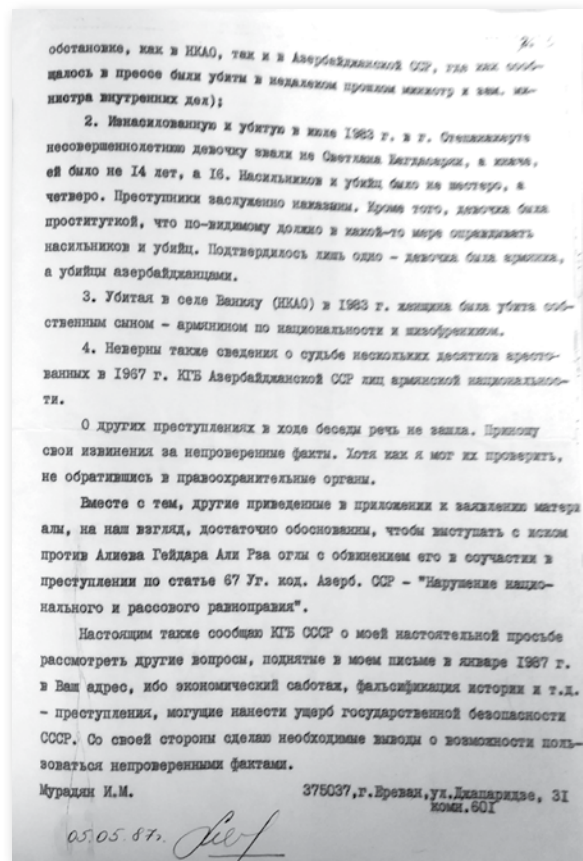 обстановке, как в НКАО, так и в Азербайджанской ССР, где как сооб-
щалось в прессе были убиты в недалеком прошлом министр и зам. ми-
нистра внутренних дел);
2. Изнасилованную и убитую в июле 1983 г. в г. Степанакерте
несовершеннолетнюю девочку звали не Светлана Багдасарян, а иначе,
ей было не 14 лет, а 16. Насильников и убийц было не шестеро, а
четверо. Преступники заслуженно наказаны. Кроме того, девочка была
проституткой, что по-видимому должно в какой-то мере оправдывать
насильников и убийц. Подтвердилось лишь одно - девочка была армянка,
а убийцы азербайджанцами.
3. Убитая в селе Ванкяу (НКАО) в 1983 г. женщина была убита соб-
ственным сыном - армянином по национальности и шизофреником.
4. Неверны также сведения о судьбе нескольких десятков аресто-
ванных в 1967 г. КГБ Азербайджанской ССР лиц армянской национальнос-
ти.
О других преступлениях в ходе беседы речь не зашла. Приношу
свои извинения за непроверенные факты. Хотя как я мог их проверить,
не обратившись в правоохранительные органы.
Вместе с тем, другие приведенные в приложении к заявлению матери
алы, на наш взгляд, достаточно обоснованны, чтобы выступать с иском
против Алиева Гейдара Али Рза оглы с обвинением его в соучастии в
преступлении по статье 67 Уг. код. Азерб. ССР - "Нарушение нацио-
нального и рассового равноправия".
Настоящим также сообщаю КГБ СССР о моей настоятельной просьбе
рассмотреть другие вопросы, поднятые в моем письме в январе 1987 г.
в Ваш адрес, ибо экономический саботаж, фальсификация истории и т.д.
- преступления, могущие нанести ущерб государственной безопасности
СССР. Со своей стороны сделаю необходимые выводы о возможности поль-
зоваться непроверенными фактами.
Мурадян И.М. 375037,г.Ереван,ул.Джапаридзе, 31
комн.601
05.05.87г.